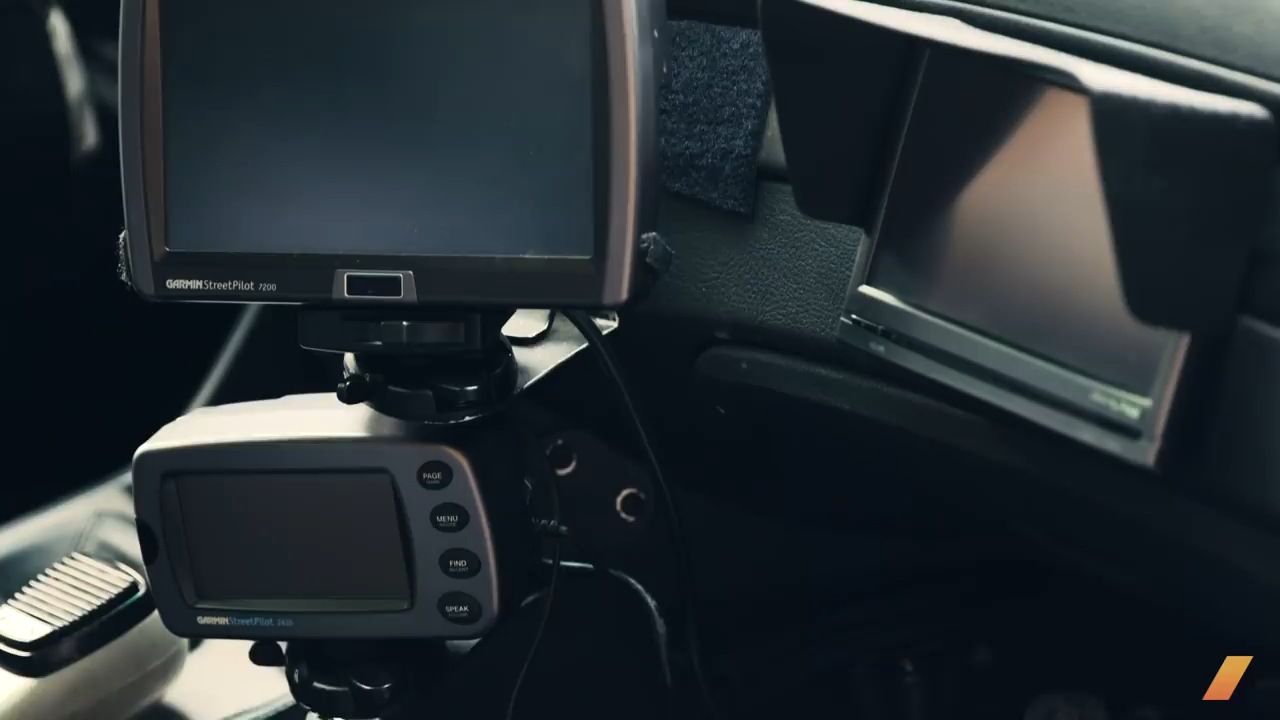 GARMIN StreetPilot 7200
PAGE
MENU
FIND
SPEAK
GARMIN StreetPilot